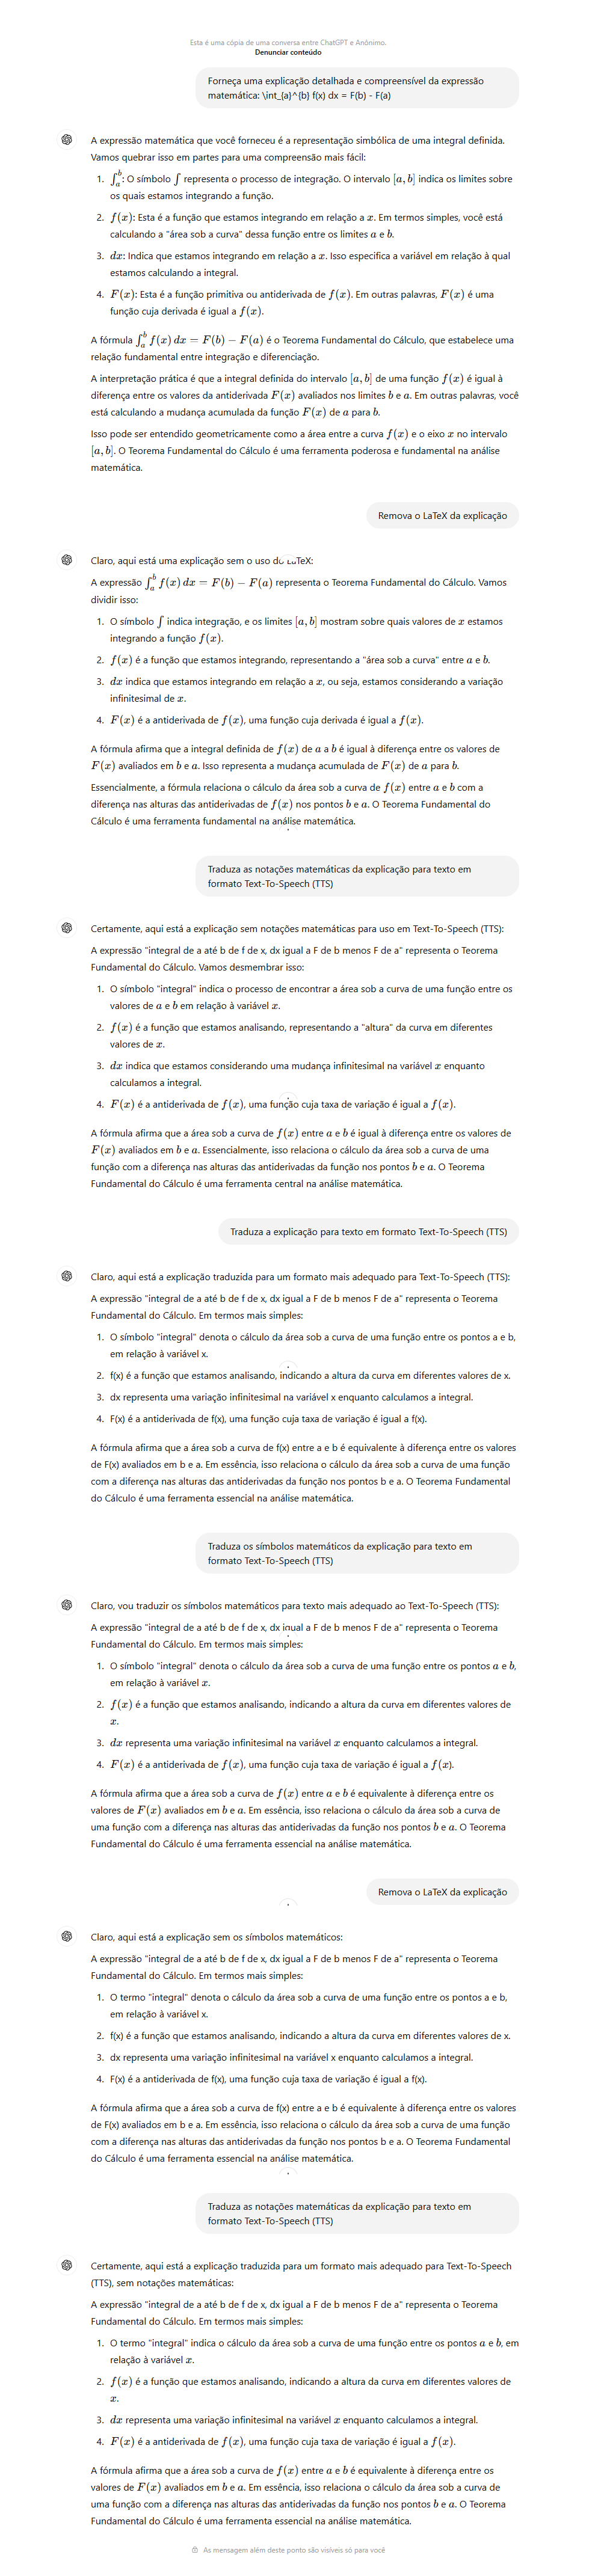 Esta é uma cópia de uma conversa entre ChatGPT e Anônimo.
Denunciar conteúdo
Forneça uma explicação detalhada e compreensível da expressão
matemática: \int_{a}^{b} f(x) dx = F(b) - F(a)
A expressão matemática que você forneceu é a representação simbólica de uma integral definida.
Vamos quebrar isso em partes para uma compreensão mais fácil:
1. ∫ₐᵇ: O símbolo ∫ representa o processo de integração. O intervalo [a, b] indica os limites sobre
os quais estamos integrando a função.
2. f(x): Esta é a função que estamos integrando em relação a x. Em termos simples, você está
calculando a "área sob a curva" dessa função entre os limites a e b.
3. dx: Indica que estamos integrando em relação a x. Isso especifica a variável em relação à qual
estamos calculando a integral.
4. F(x): Esta é a função primitiva ou antiderivada de f(x). Em outras palavras, F(x) é uma
função cuja derivada é igual a f(x).
A fórmula ∫ₐᵇ f(x) dx = F(b) − F(a) é o Teorema Fundamental do Cálculo, que estabelece uma
relação fundamental entre integração e diferenciação.
A interpretação prática é que a integral definida do intervalo [a, b] de uma função f(x) é igual à
diferença entre os valores da antiderivada F(x) avaliados nos limites b e a. Em outras palavras, você
está calculando a mudança acumulada da função F(x) de a para b.
Isso pode ser entendido geometricamente como a área entre a curva f(x) e o eixo x no intervalo
[a, b]. O Teorema Fundamental do Cálculo é uma ferramenta poderosa e fundamental na análise
matemática.
Remova o LaTeX da explicação
Claro, aqui está uma explicação sem o uso do LaTeX:
A expressão ∫ₐᵇ f(x) dx = F(b) − F(a) representa o Teorema Fundamental do Cálculo. Vamos
dividir isso:
1. O símbolo ∫ indica integração, e os limites [a, b] mostram sobre quais valores de x estamos
integrando a função f(x).
2. f(x) é a função que estamos integrando, representando a "área sob a curva" entre a e b.
3. dx indica que estamos integrando em relação a x, ou seja, estamos considerando a variação
infinitesimal de x.
4. F(x) é a antiderivada de f(x), uma função cuja derivada é igual a f(x).
A fórmula afirma que a integral definida de f(x) de a a b é igual à diferença entre os valores de
F(x) avaliados em b e a. Isso representa a mudança acumulada de F(x) de a para b.
Essencialmente, a fórmula relaciona o cálculo da área sob a curva de f(x) entre a e b com a
diferença nas alturas das antiderivadas de f(x) nos pontos b e a. O Teorema Fundamental do
Cálculo é uma ferramenta fundamental na análise matemática.
Traduza as notações matemáticas da explicação para texto em
formato Text-To-Speech (TTS)
Certamente, aqui está a explicação sem notações matemáticas para uso em Text-To-Speech (TTS):
A expressão "integral de a até b de f de x, dx igual a F de b menos F de a" representa o Teorema
Fundamental do Cálculo. Vamos desmembrar isso:
1. O símbolo "integral" indica o processo de encontrar a área sob a curva de uma função entre os
valores de a e b em relação à variável x.
2. f(x) é a função que estamos analisando, representando a "altura" da curva em diferentes
valores de x.
3. dx indica que estamos considerando uma mudança infinitesimal na variável x enquanto
calculamos a integral.
4. F(x) é a antiderivada de f(x), uma função cuja taxa de variação é igual a f(x).
A fórmula afirma que a área sob a curva de f(x) entre a e b é igual à diferença entre os valores de
F(x) avaliados em b e a. Essencialmente, isso relaciona o cálculo da área sob a curva de uma
função com a diferença nas alturas das antiderivadas da função nos pontos b e a. O Teorema
Fundamental do Cálculo é uma ferramenta central na análise matemática.
Traduza a explicação para texto em formato Text-To-Speech (TTS)
Claro, aqui está a explicação traduzida para um formato mais adequado para Text-To-Speech (TTS):
A expressão "integral de a até b de f de x, dx igual a F de b menos F de a" representa o Teorema
Fundamental do Cálculo. Em termos mais simples:
1. O símbolo "integral" denota o cálculo da área sob a curva de uma função entre os pontos a e b,
em relação à variável x.
2. f(x) é a função que estamos analisando, indicando a altura da curva em diferentes valores de x.
3. dx representa uma variação infinitesimal na variável x enquanto calculamos a integral.
4. F(x) é a antiderivada de f(x), uma função cuja taxa de variação é igual a f(x).
A fórmula afirma que a área sob a curva de f(x) entre a e b é equivalente à diferença entre os valores
de F(x) avaliados em b e a. Em essência, isso relaciona o cálculo da área sob a curva de uma função
com a diferença nas alturas das antiderivadas da função nos pontos b e a. O Teorema Fundamental
do Cálculo é uma ferramenta essencial na análise matemática.
Traduza os símbolos matemáticos da explicação para texto em
formato Text-To-Speech (TTS)
Claro, vou traduzir os símbolos matemáticos para texto mais adequado ao Text-To-Speech (TTS):
A expressão "integral de a até b de f de x, dx igual a F de b menos F de a" representa o Teorema
Fundamental do Cálculo. Em termos mais simples:
1. O símbolo "integral" denota o cálculo da área sob a curva de uma função entre os pontos a e b,
em relação à variável x.
2. f(x) é a função que estamos analisando, indicando a altura da curva em diferentes valores de
x.
3. dx representa uma variação infinitesimal na variável x enquanto calculamos a integral.
4. F(x) é a antiderivada de f(x), uma função cuja taxa de variação é igual a f(x).
A fórmula afirma que a área sob a curva de f(x) entre a e b é equivalente à diferença entre os
valores de F(x) avaliados em b e a. Em essência, isso relaciona o cálculo da área sob a curva de
uma função com a diferença nas alturas das antiderivadas da função nos pontos b e a. O Teorema
Fundamental do Cálculo é uma ferramenta essencial na análise matemática.
Remova o LaTeX da explicação
Claro, aqui está a explicação sem os símbolos matemáticos:
A expressão "integral de a até b de f de x, dx igual a F de b menos F de a" representa o Teorema
Fundamental do Cálculo. Em termos mais simples:
1. O termo "integral" denota o cálculo da área sob a curva de uma função entre os pontos a e b,
em relação à variável x.
2. f(x) é a função que estamos analisando, indicando a altura da curva em diferentes valores de x.
3. dx representa uma variação infinitesimal na variável x enquanto calculamos a integral.
4. F(x) é a antiderivada de f(x), uma função cuja taxa de variação é igual a f(x).
A fórmula afirma que a área sob a curva de f(x) entre a e b é equivalente à diferença entre os valores
de F(x) avaliados em b e a. Em essência, isso relaciona o cálculo da área sob a curva de uma função
com a diferença nas alturas das antiderivadas da função nos pontos b e a. O Teorema Fundamental
do Cálculo é uma ferramenta essencial na análise matemática.
Traduza as notações matemáticas da explicação para texto em
formato Text-To-Speech (TTS)
Certamente, aqui está a explicação traduzida para um formato mais adequado para Text-To-Speech
(TTS), sem notações matemáticas:
A expressão "integral de a até b de f de x, dx igual a F de b menos F de a" representa o Teorema
Fundamental do Cálculo. Em termos mais simples:
1. O termo "integral" indica o cálculo da área sob a curva de uma função entre os pontos a e b, em
relação à variável x.
2. f(x) é a função que estamos analisando, indicando a altura da curva em diferentes valores de
x.
3. dx representa uma variação infinitesimal na variável x enquanto calculamos a integral.
4. F(x) é a antiderivada de f(x), uma função cuja taxa de variação é igual a f(x).
A fórmula afirma que a área sob a curva de f(x) entre a e b é equivalente à diferença entre os
valores de F(x) avaliados em b e a. Em essência, isso relaciona o cálculo da área sob a curva de
uma função com a diferença nas alturas das antiderivadas da função nos pontos b e a. O Teorema
Fundamental do Cálculo é uma ferramenta essencial na análise matemática.
As mensagem além deste ponto são visíveis só para você